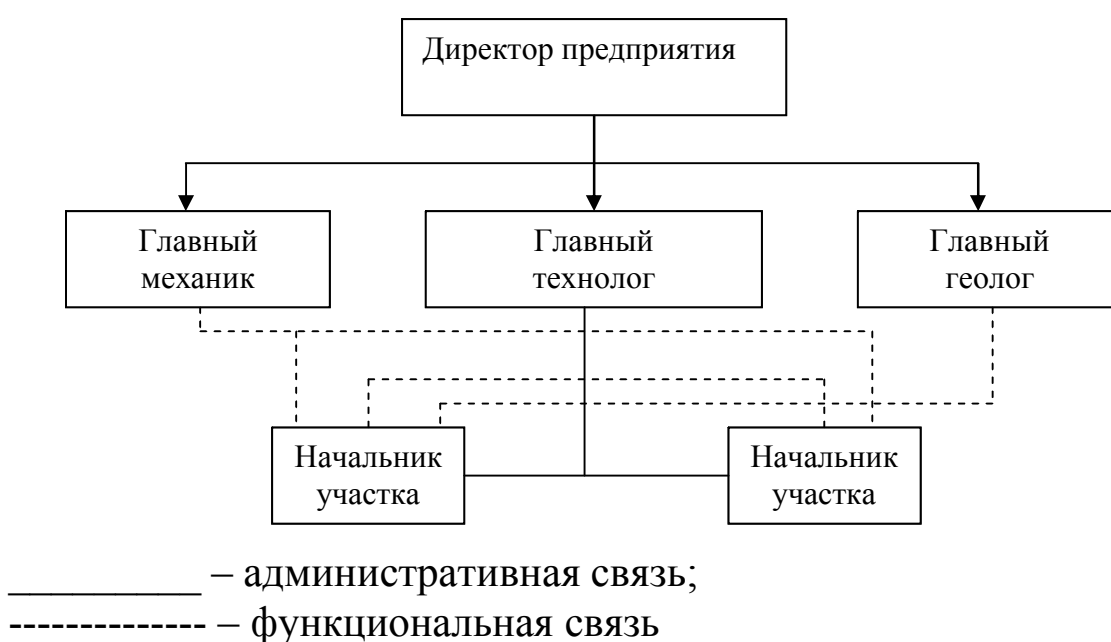 Директор предприятия
Главный
механик
Главный
технолог
Главный
геолог
Начальник
участка
Начальник
участка
_________ – административная связь;
-------------- – функциональная связь